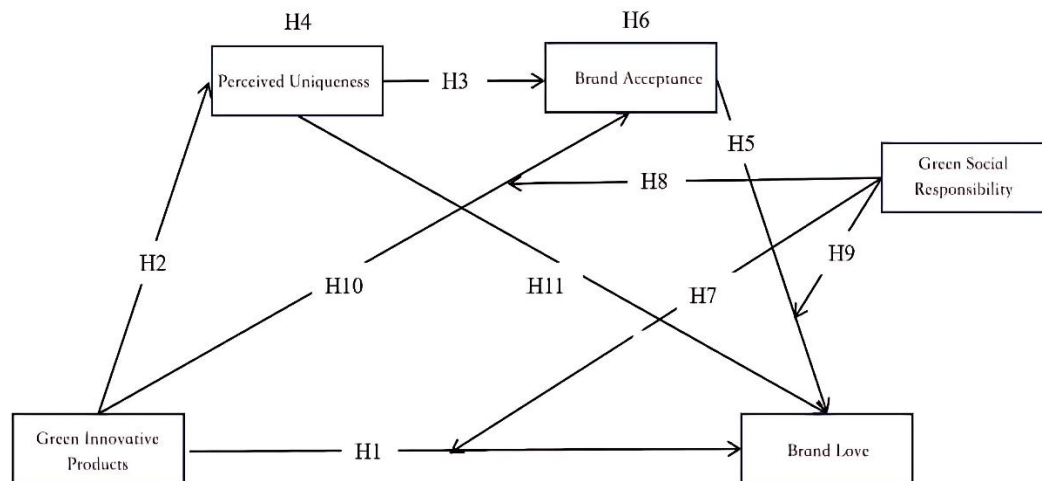 H4
H6
Perceived Uniqueness
H3
Brand Acceptance
H5
Green Social
Responsibility
H8
H9
H2
H10
H11
H7
Green Innovative
Products
H1
Brand Love